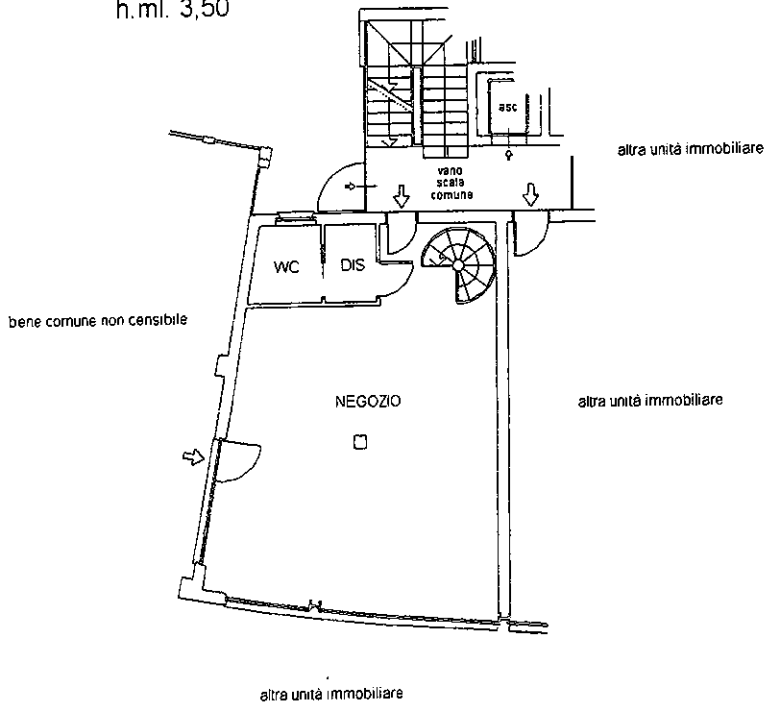 h.ml. 3,50
asc
altra unità immobiliare
vano
scala
comune
WC
DIS
bene comune non censibile
NEGOZIO
altra unità immobiliare
altra unità immobiliare